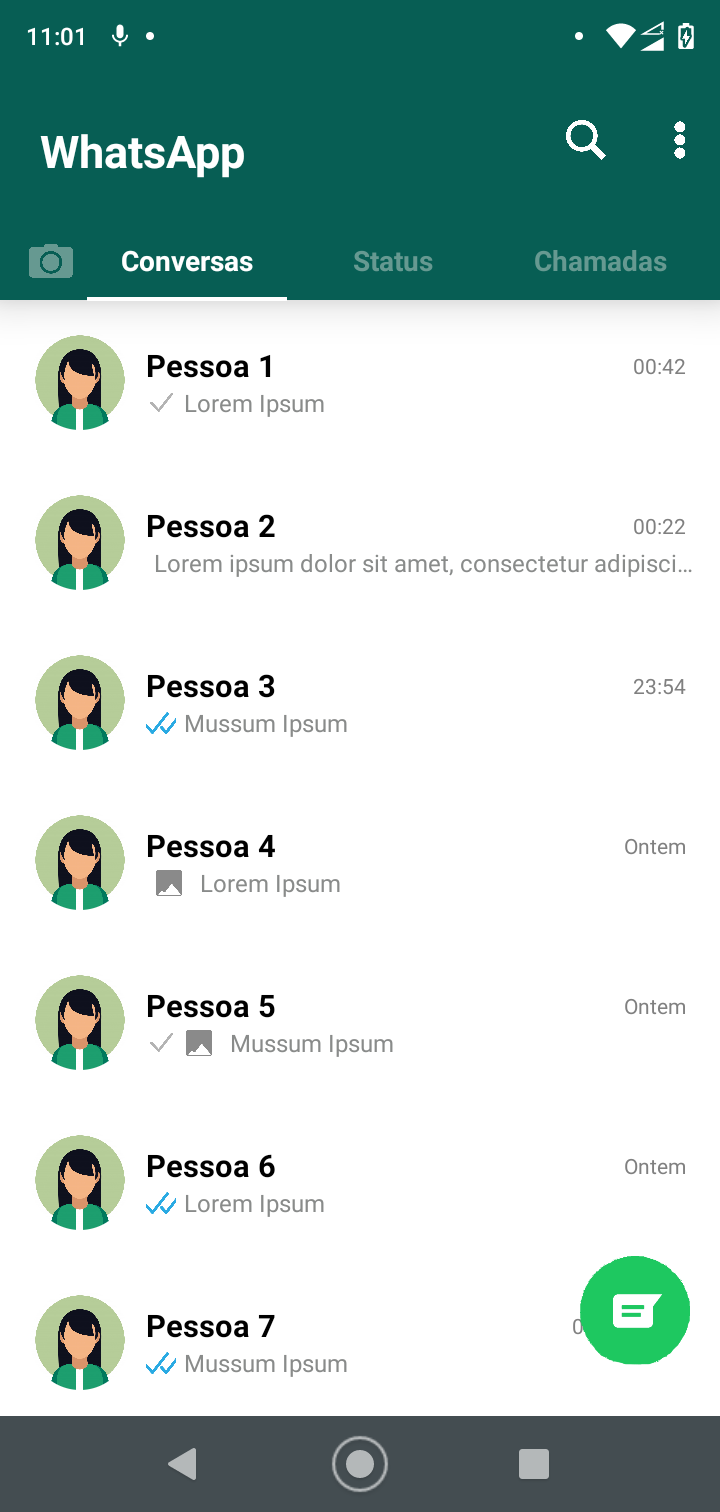 11:01
WhatsApp
Conversas Status Chamadas
Pessoa 1 00:42
Lorem Ipsum
Pessoa 2 00:22
Lorem ipsum dolor sit amet, consectetur adipisci...
Pessoa 3 23:54
Mussum Ipsum
Pessoa 4 Ontem
Lorem Ipsum
Pessoa 5 Ontem
Mussum Ipsum
Pessoa 6 Ontem
Lorem Ipsum
Pessoa 7
Mussum Ipsum